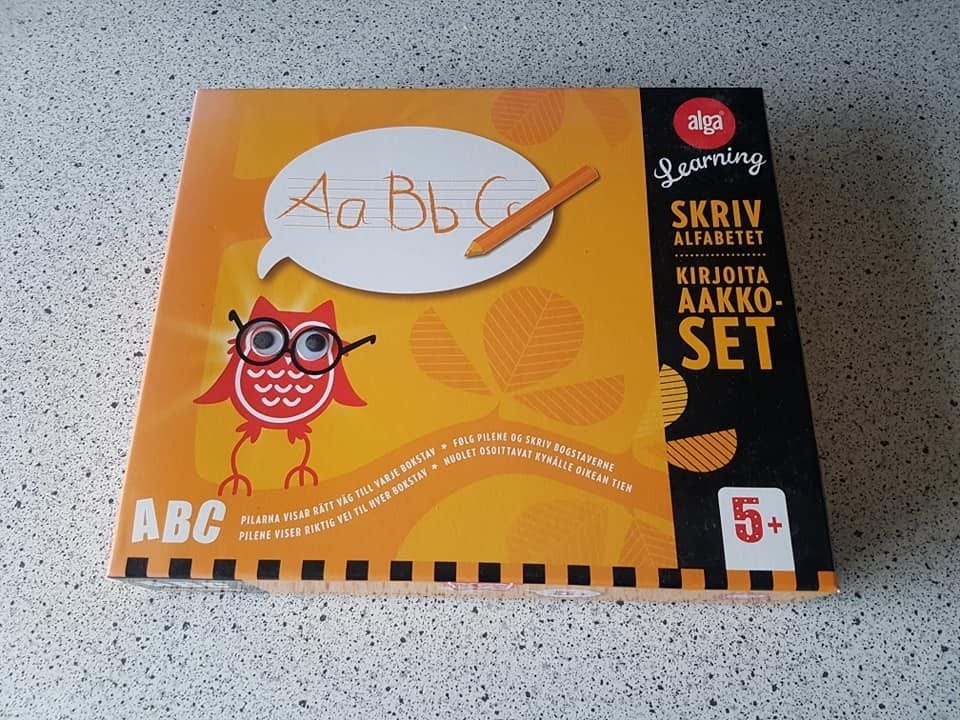 Aa Bb Cc
alga
Learning
SKRIV
ALFABETET
KIRJOITA
AAKKO-
SET
PILARNA VISAR RÄTT VÄG TILL VARJE BOKSTAV * FØLG PILENE OG SKRIV BOGSTAVERNE
PILENE VISER RIKTIG VEI TIL HVER BOKSTAV * NUOLET OSOITTAVAT KYNÄLLE OIKEAN TIEN
ABC
5+